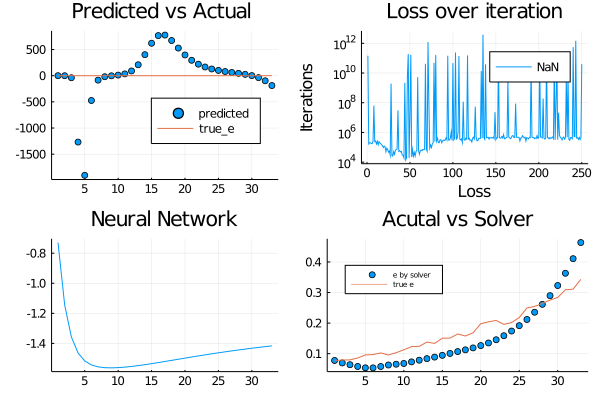 Predicted vs Actual
500
0
-500
-1000
-1500
5 10 15 20 25 30
predicted
true_e
Loss over iteration
Iterations
10^12
10^10
10^8
10^6
10^4
0 50 100 150 200 250
Loss
NaN
Neural Network
-0.8
-1.0
-1.2
-1.4
5 10 15 20 25 30
Acutal vs Solver
0.4
0.3
0.2
0.1
0 10 20 30
e by solver
true e